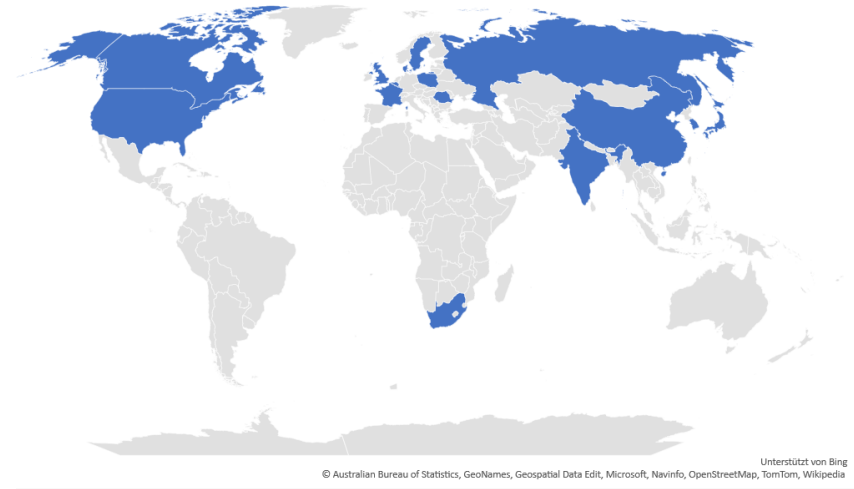 Unterstützt von Bing
© Australian Bureau of Statistics, GeoNames, Geospatial Data Edit, Microsoft, Navinfo, OpenStreetMap, TomTom, Wikipedia